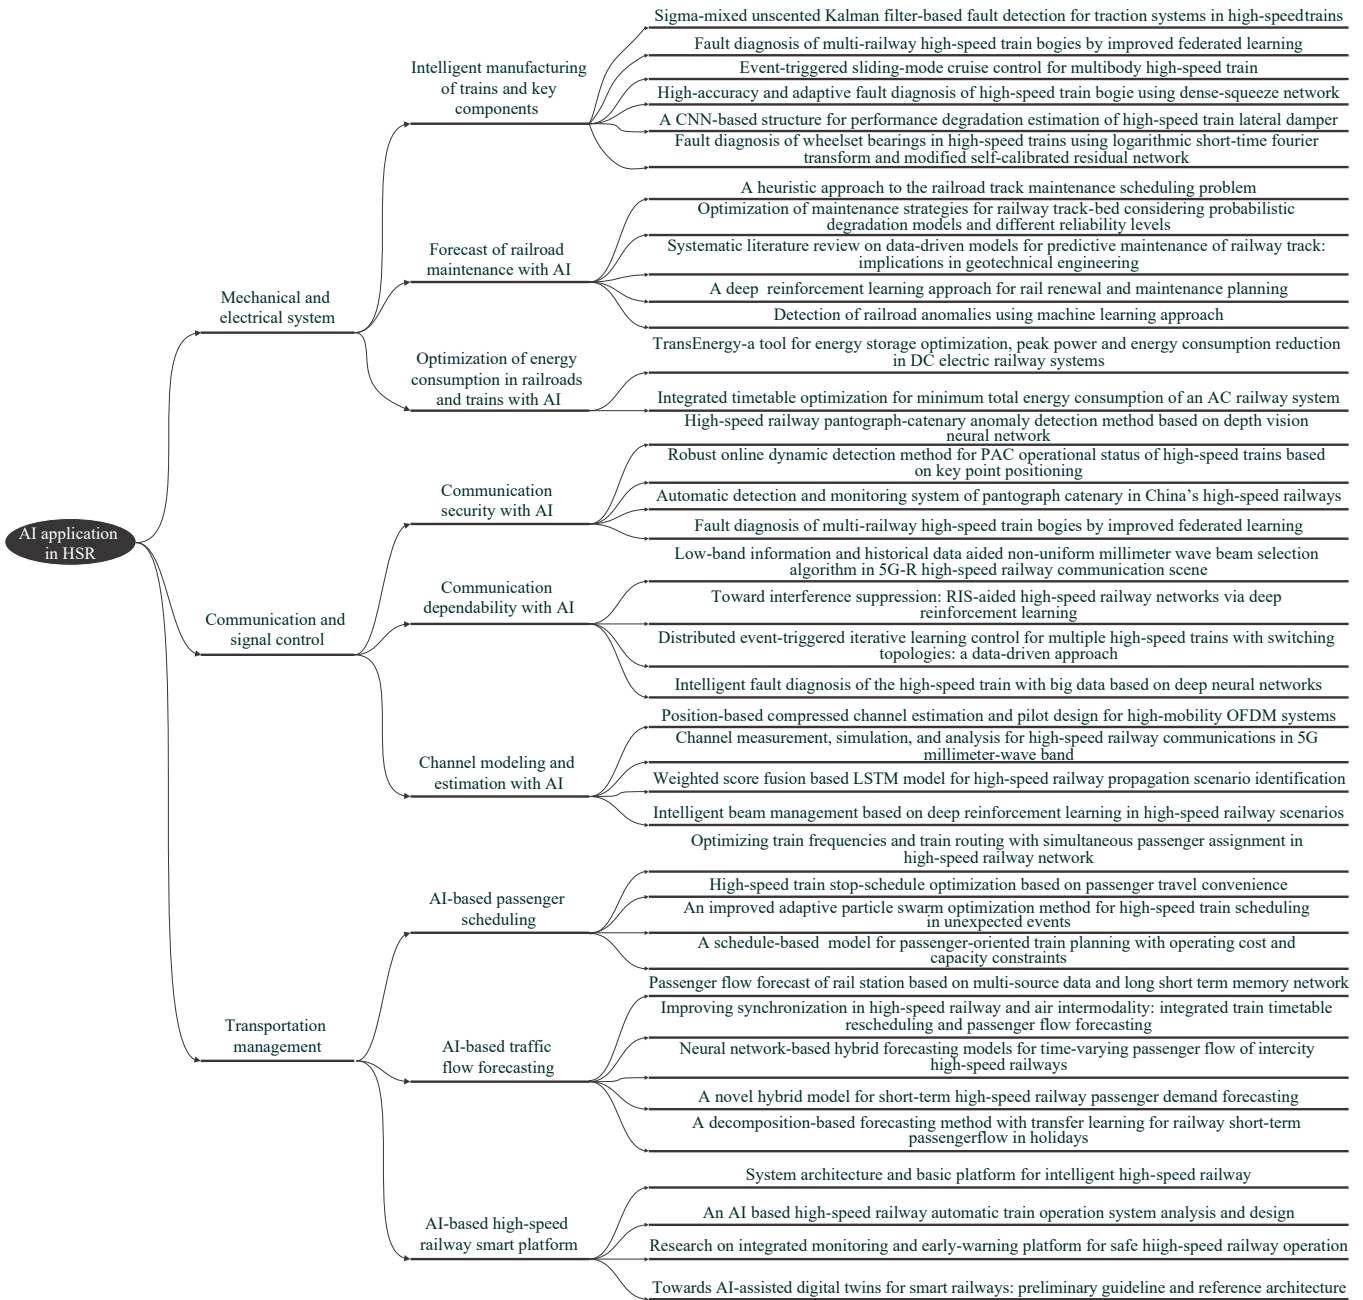 AI application
in HSR
Mechanical and
electrical system
Intelligent manufacturing
of trains and key
components
Sigma-mixed unscented Kalman filter-based fault detection for traction systems in high-speedtrains
Fault diagnosis of multi-railway high-speed train bogies by improved federated learning
Event-triggered sliding-mode cruise control for multibody high-speed train
High-accuracy and adaptive fault diagnosis of high-speed train bogie using dense-squeeze network
A CNN-based structure for performance degradation estimation of high-speed train lateral damper
Fault diagnosis of wheelset bearings in high-speed trains using logarithmic short-time fourier
transform and modified self-calibrated residual network
Forecast of railroad
maintenance with AI
A heuristic approach to the railroad track maintenance scheduling problem
Optimization of maintenance strategies for railway track-bed considering probabilistic
degradation models and different reliability levels
Systematic literature review on data-driven models for predictive maintenance of railway track:
implications in geotechnical engineering
A deep reinforcement learning approach for rail renewal and maintenance planning
Detection of railroad anomalies using machine learning approach
Optimization of energy
consumption in railroads
and trains with AI
TransEnergy-a tool for energy storage optimization, peak power and energy consumption reduction
in DC electric railway systems
Integrated timetable optimization for minimum total energy consumption of an AC railway system
Communication and
signal control
Communication
security with AI
High-speed railway pantograph-catenary anomaly detection method based on depth vision
neural network
Robust online dynamic detection method for PAC operational status of high-speed trains based
on key point positioning
Automatic detection and monitoring system of pantograph catenary in China's high-speed railways
Fault diagnosis of multi-railway high-speed train bogies by improved federated learning
Communication
dependability with AI
Low-band information and historical data aided non-uniform millimeter wave beam selection
algorithm in 5G-R high-speed railway communication scene
Toward interference suppression: RIS-aided high-speed railway networks via deep
reinforcement learning
Distributed event-triggered iterative learning control for multiple high-speed trains with switching
topologies: a data-driven approach
Intelligent fault diagnosis of the high-speed train with big data based on deep neural networks
Channel modeling and
estimation with AI
Position-based compressed channel estimation and pilot design for high-mobility OFDM systems
Channel measurement, simulation, and analysis for high-speed railway communications in 5G
millimeter-wave band
Weighted score fusion based LSTM model for high-speed railway propagation scenario identification
Intelligent beam management based on deep reinforcement learning in high-speed railway scenarios
Transportation
management
AI-based passenger
scheduling
Optimizing train frequencies and train routing with simultaneous passenger assignment in
high-speed railway network
High-speed train stop-schedule optimization based on passenger travel convenience
An improved adaptive particle swarm optimization method for high-speed train scheduling
in unexpected events
A schedule-based model for passenger-oriented train planning with operating cost and
capacity constraints
AI-based traffic
flow forecasting
Passenger flow forecast of rail station based on multi-source data and long short term memory network
Improving synchronization in high-speed railway and air intermodality: integrated train timetable
rescheduling and passenger flow forecasting
Neural network-based hybrid forecasting models for time-varying passenger flow of intercity
high-speed railways
A novel hybrid model for short-term high-speed railway passenger demand forecasting
A decomposition-based forecasting method with transfer learning for railway short-term
passengerflow in holidays
AI-based high-speed
railway smart platform
System architecture and basic platform for intelligent high-speed railway
An AI based high-speed railway automatic train operation system analysis and design
Research on integrated monitoring and early-warning platform for safe hiigh-speed railway operation
Towards AI-assisted digital twins for smart railways: preliminary guideline and reference architecture